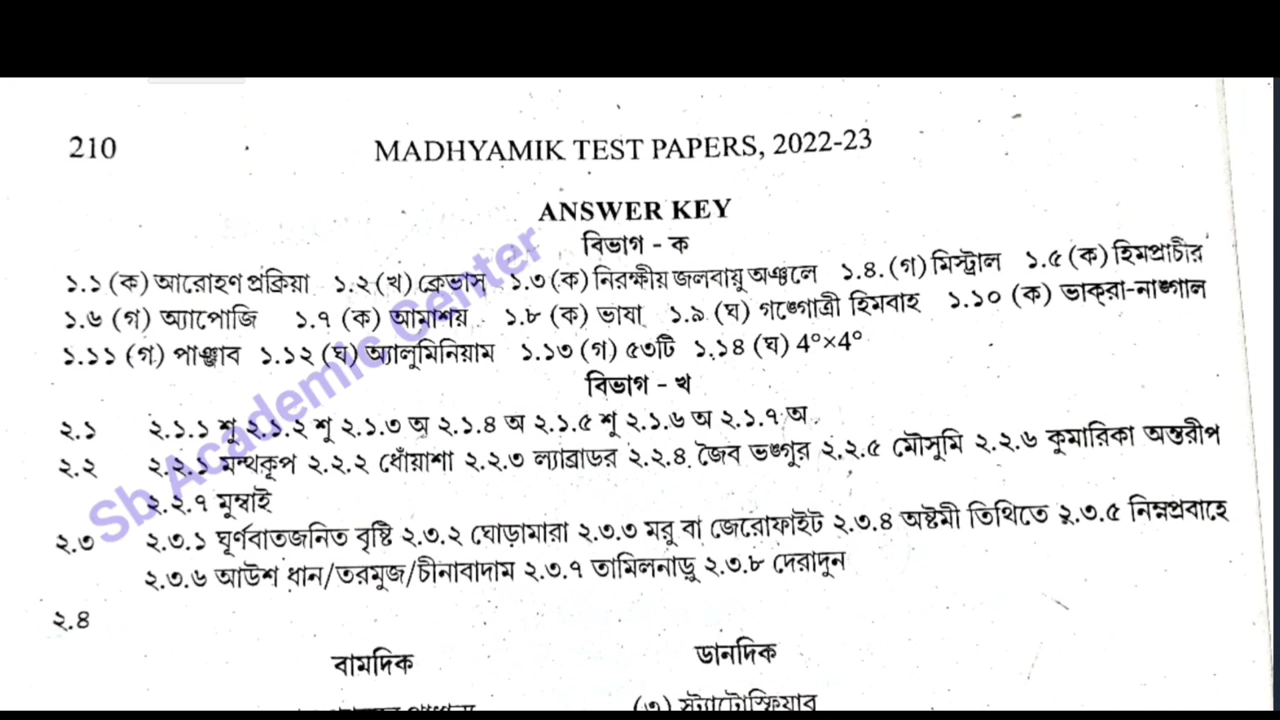 210
MADHYAMIK TEST PAPERS, 2022-23
ANSWER KEY
বিভাগ - ক
১.১ (ক) আরোহণ প্রক্রিয়া ১.২ (খ) ক্রেভাস ১.৩ (ক) নিরক্ষীয় জলবায়ু অঞ্চলে ১.৪. (গ) মিস্ট্রাল ১.৫ (ক) হিমপ্রাচীর
১.৬ (গ) অ্যাপোজি ১.৭ (ক) আমাশয় ১.৮ (ক) ভাষা ১.৯ (ঘ) গঙ্গোত্রী হিমবাহ ১.১০ (ক) ভাকরা-নাঙ্গাল
১.১১ (গ) পাঞ্জাব ১.১২ (ঘ) অ্যালুমিনিয়াম ১.১৩ (গ) ৫৩টি ১.১৪ (ঘ) 4°×4°
বিভাগ - খ
২.১ ২.১.১ শু ২.১.২ শু ২.১.৩ অ ২.১.৪ অ ২.১.৫ শু ২.১.৬ অ ২.১.৭ অ
২.২ ২.২.১ মন্থকূপ ২.২.২ ধোঁয়াশা ২.২.৩ ল্যাব্রাডর ২.২.৪ জৈব ভঙ্গুর ২.২.৫ মৌসুমি ২.২.৬ কুমারিকা অন্তরীপ
২.২.৭ মুম্বাই
২.৩ ২.৩.১ ঘূর্ণবাতজনিত বৃষ্টি ২.৩.২ ঘোড়ামারা ২.৩.৩ মরু বা জেরোফাইট ২.৩.৪ অষ্টমী তিথিতে ২.৩.৫ নিম্নপ্রবাহে
২.৩.৬ আউশ ধান/তরমুজ/চীনাবাদাম ২.৩.৭ তামিলনাড়ু ২.৩.৮ দেরাদুন
২.৪
বামদিক ডানদিক
(৩) স্ট্র্যাটোস্ফিয়ার
Sb Academic Center